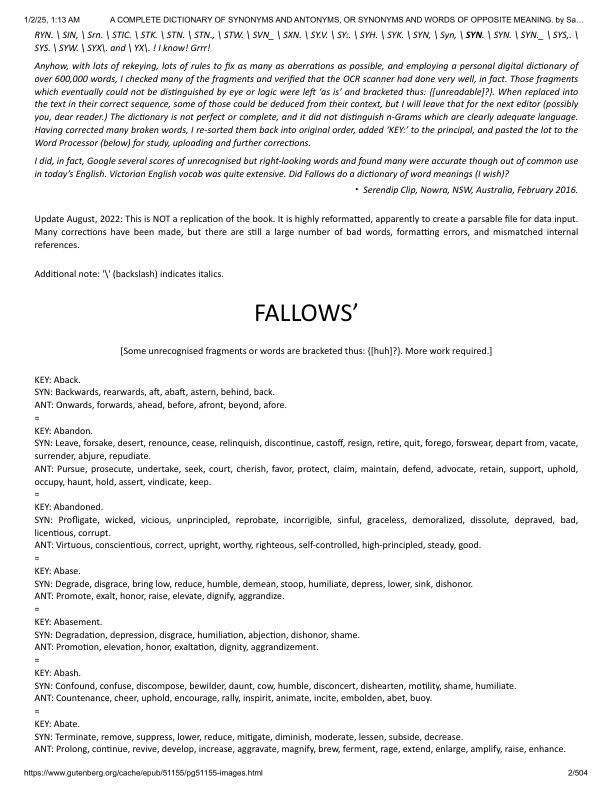 1/2/25, 1:13 AM A COMPLETE DICTIONARY OF SYNONYMS AND ANTONYMS, OR SYNONYMS AND WORDS OF OPPOSITE MEANING. by Sa…
RYN. \ SIN, \ Srn. \ STIC. \ STK. \ STN. \ STN., \ STW. \ SVN_ \ SXN. \ SY.V. \ SY:. \ SYH. \ SYK. \ SYN, \ Syn, \ SYN. \ SYN. \ SYN._ \ SYS,. \
SYS. \ SYW. \ SYX\. and \ YX\. ! I know! Grrr!
Anyhow, with lots of rekeying, lots of rules to fix as many as aberrations as possible, and employing a personal digital dictionary of
over 600,000 words, I checked many of the fragments and verified that the OCR scanner had done very well, in fact. Those fragments
which eventually could not be distinguished by eye or logic were left ‘as is’ and bracketed thus: {[unreadable]?}. When replaced into
the text in their correct sequence, some of those could be deduced from their context, but I will leave that for the next editor (possibly
you, dear reader.) The dictionary is not perfect or complete, and it did not distinguish n-Grams which are clearly adequate language.
Having corrected many broken words, I re-sorted them back into original order, added ‘KEY:’ to the principal, and pasted the lot to the
Word Processor (below) for study, uploading and further corrections.
I did, in fact, Google several scores of unrecognised but right-looking words and found many were accurate though out of common use
in today’s English. Victorian English vocab was quite extensive. Did Fallows do a dictionary of word meanings (I wish)?
• Serendip Clip, Nowra, NSW, Australia, February 2016.
Update August, 2022: This is NOT a replication of the book. It is highly reformatted, apparently to create a parsable file for data input.
Many corrections have been made, but there are still a large number of bad words, formatting errors, and mismatched internal
references.
Additional note: '\' (backslash) indicates italics.
FALLOWS’
[Some unrecognised fragments or words are bracketed thus: {[huh]?}. More work required.]
KEY: Aback.
SYN: Backwards, rearwards, aft, abaft, astern, behind, back.
ANT: Onwards, forwards, ahead, before, afront, beyond, afore.
=
KEY: Abandon.
SYN: Leave, forsake, desert, renounce, cease, relinquish, discontinue, castoff, resign, retire, quit, forego, forswear, depart from, vacate,
surrender, abjure, repudiate.
ANT: Pursue, prosecute, undertake, seek, court, cherish, favor, protect, claim, maintain, defend, advocate, retain, support, uphold,
occupy, haunt, hold, assert, vindicate, keep.
=
KEY: Abandoned.
SYN: Profligate, wicked, vicious, unprincipled, reprobate, incorrigible, sinful, graceless, demoralized, dissolute, depraved, bad,
licentious, corrupt.
ANT: Virtuous, conscientious, correct, upright, worthy, righteous, self-controlled, high-principled, steady, good.
=
KEY: Abase.
SYN: Degrade, disgrace, bring low, reduce, humble, demean, stoop, humiliate, depress, lower, sink, dishonor.
ANT: Promote, exalt, honor, raise, elevate, dignify, aggrandize.
=
KEY: Abasement.
SYN: Degradation, depression, disgrace, humiliation, abjection, dishonor, shame.
ANT: Promotion, elevation, honor, exaltation, dignity, aggrandizement.
=
KEY: Abash.
SYN: Confound, confuse, discompose, bewilder, daunt, cow, humble, disconcert, dishearten, motility, shame, humiliate.
ANT: Countenance, cheer, uphold, encourage, rally, inspirit, animate, incite, embolden, abet, buoy.
=
KEY: Abate.
SYN: Terminate, remove, suppress, lower, reduce, mitigate, diminish, moderate, lessen, subside, decrease.
ANT: Prolong, continue, revive, develop, increase, aggravate, magnify, brew, ferment, rage, extend, enlarge, amplify, raise, enhance.
https://www.gutenberg.org/cache/epub/51155/pg51155-images.html 2/504